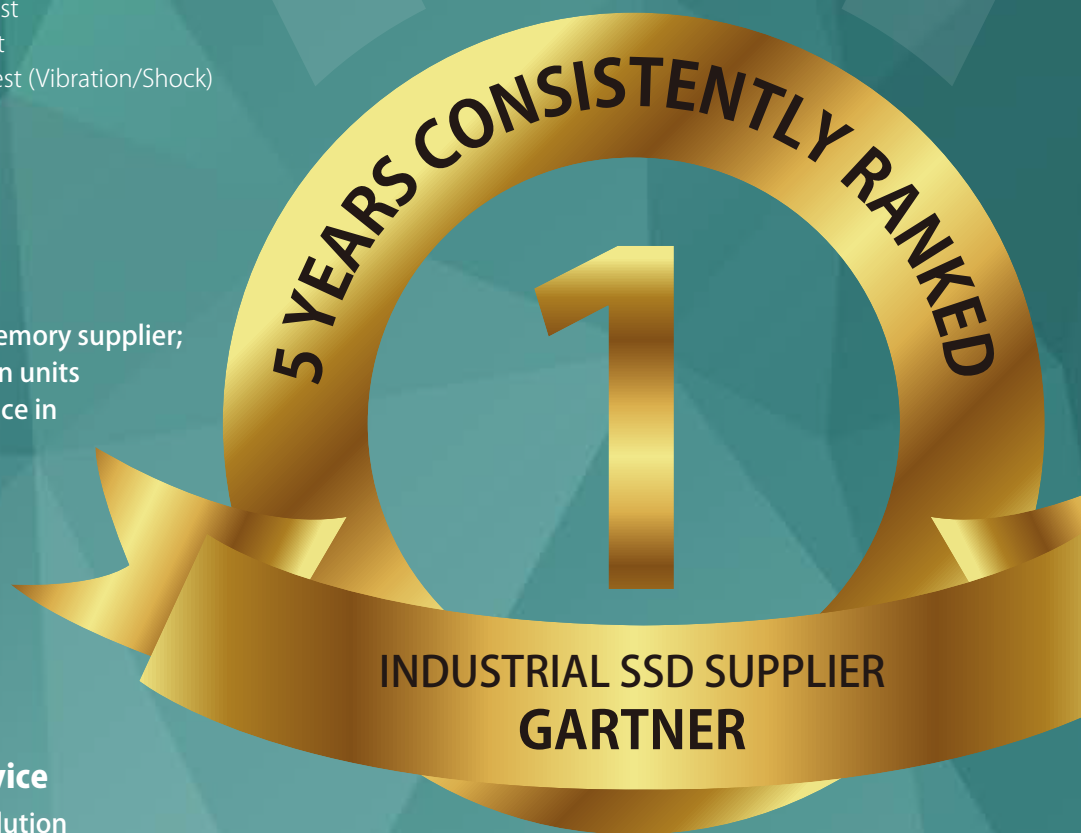 est (Vibration/Shock)
5 YEARS CONSISTENTLY RANKED
1
emory supplier;
n units
ce in
INDUSTRIAL SSD SUPPLIER
GARTNER
vice
lution